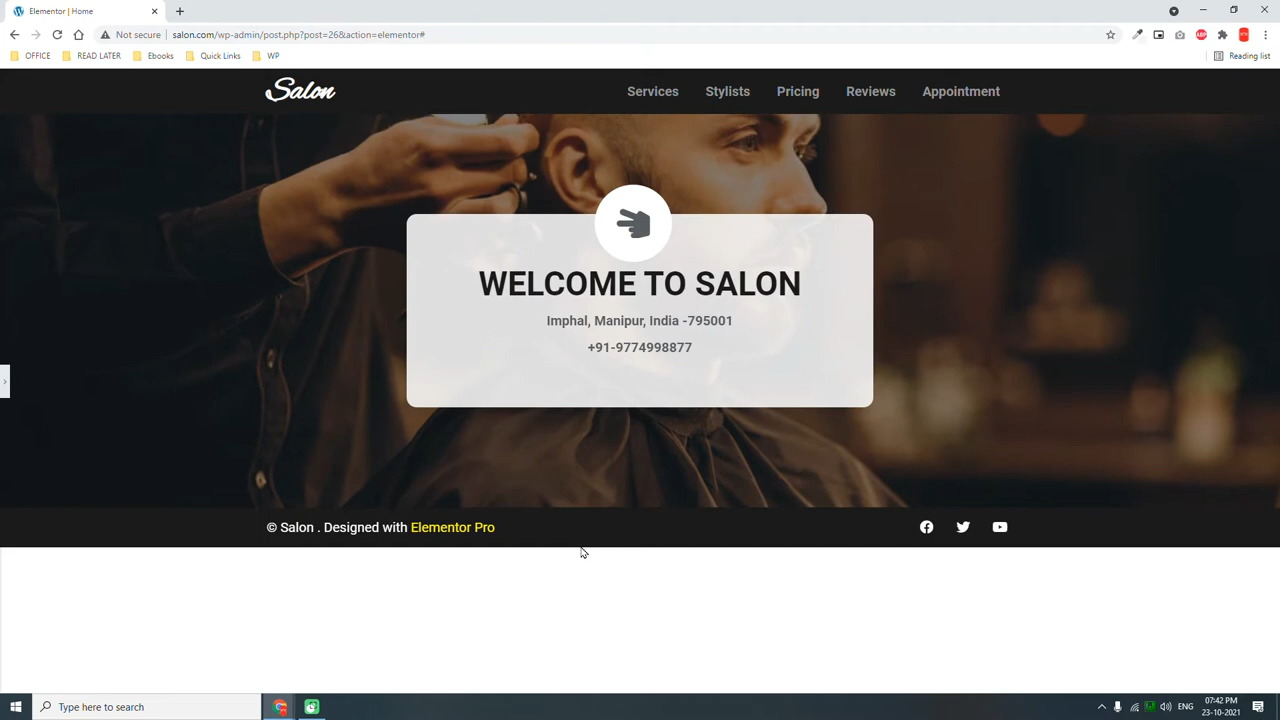 Elementor | Home
Not secure
salon.com/wp-admin/post.php?post=26&action=elementor#
OFFICE
READ LATER
Ebooks
Quick Links
WP
Reading list
Salon
Services
Stylists
Pricing
Reviews
Appointment
WELCOME TO SALON
Imphal, Manipur, India -795001
+91-9774998877
© Salon . Designed with Elementor Pro
Type here to search
ENG
07:42 PM
23-10-2021